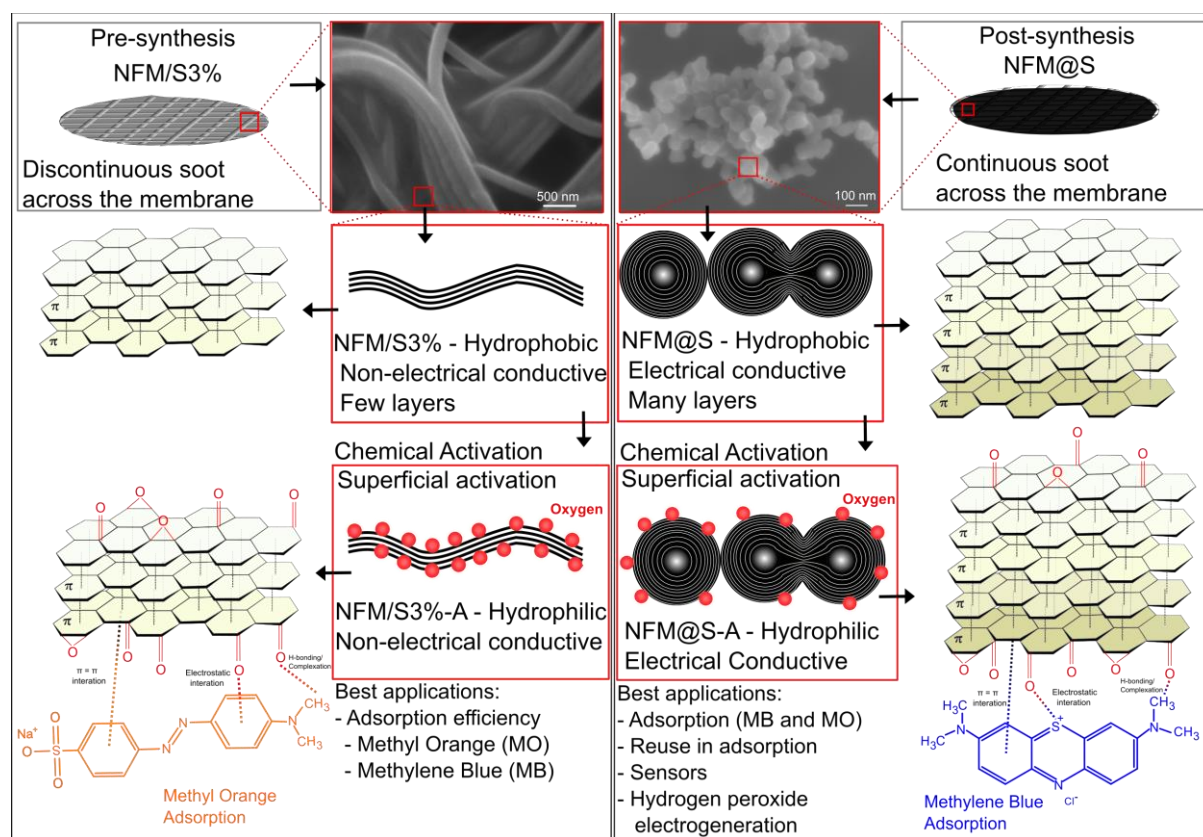 Pre-synthesis
NFM/S3%
Discontinuous soot
across the membrane
500 nm
100 nm
Post-synthesis
NFM@S
Continuous soot
across the membrane
π
π
NFM/S3% - Hydrophobic
Non-electrical conductive
Few layers
NFM@S - Hydrophobic
Electrical conductive
Many layers
π
π
π
π
Chemical Activation
Superficial activation
Oxygen
NFM/S3%-A - Hydrophilic
Non-electrical conductive
Chemical Activation
Superficial activation
Oxygen
NFM@S-A - Hydrophilic
Electrical Conductive
O
O
O
O
O
π
π
O
O
O
O
O
π = π
interation
Electrostatic
interation
H-bonding/
Complexation
Na⁺
O
S
O
O
N
N
N
CH₃
CH₃
Methyl Orange
Adsorption
Best applications:
- Adsorption efficiency
- Methyl Orange (MO)
- Methylene Blue (MB)
Best applications:
- Adsorption (MB and MO)
- Reuse in adsorption
- Sensors
- Hydrogen peroxide
electrogeneration
O
O
O
O
π
π
π
π
O
O
O
O
O
O
π = π
interation
Electrostatic
interation
H-bonding/
Complexation
H₃C
N
H₃C
S⁺
N
CH₃
CH₃
N
Cl⁻
Methylene Blue
Adsorption